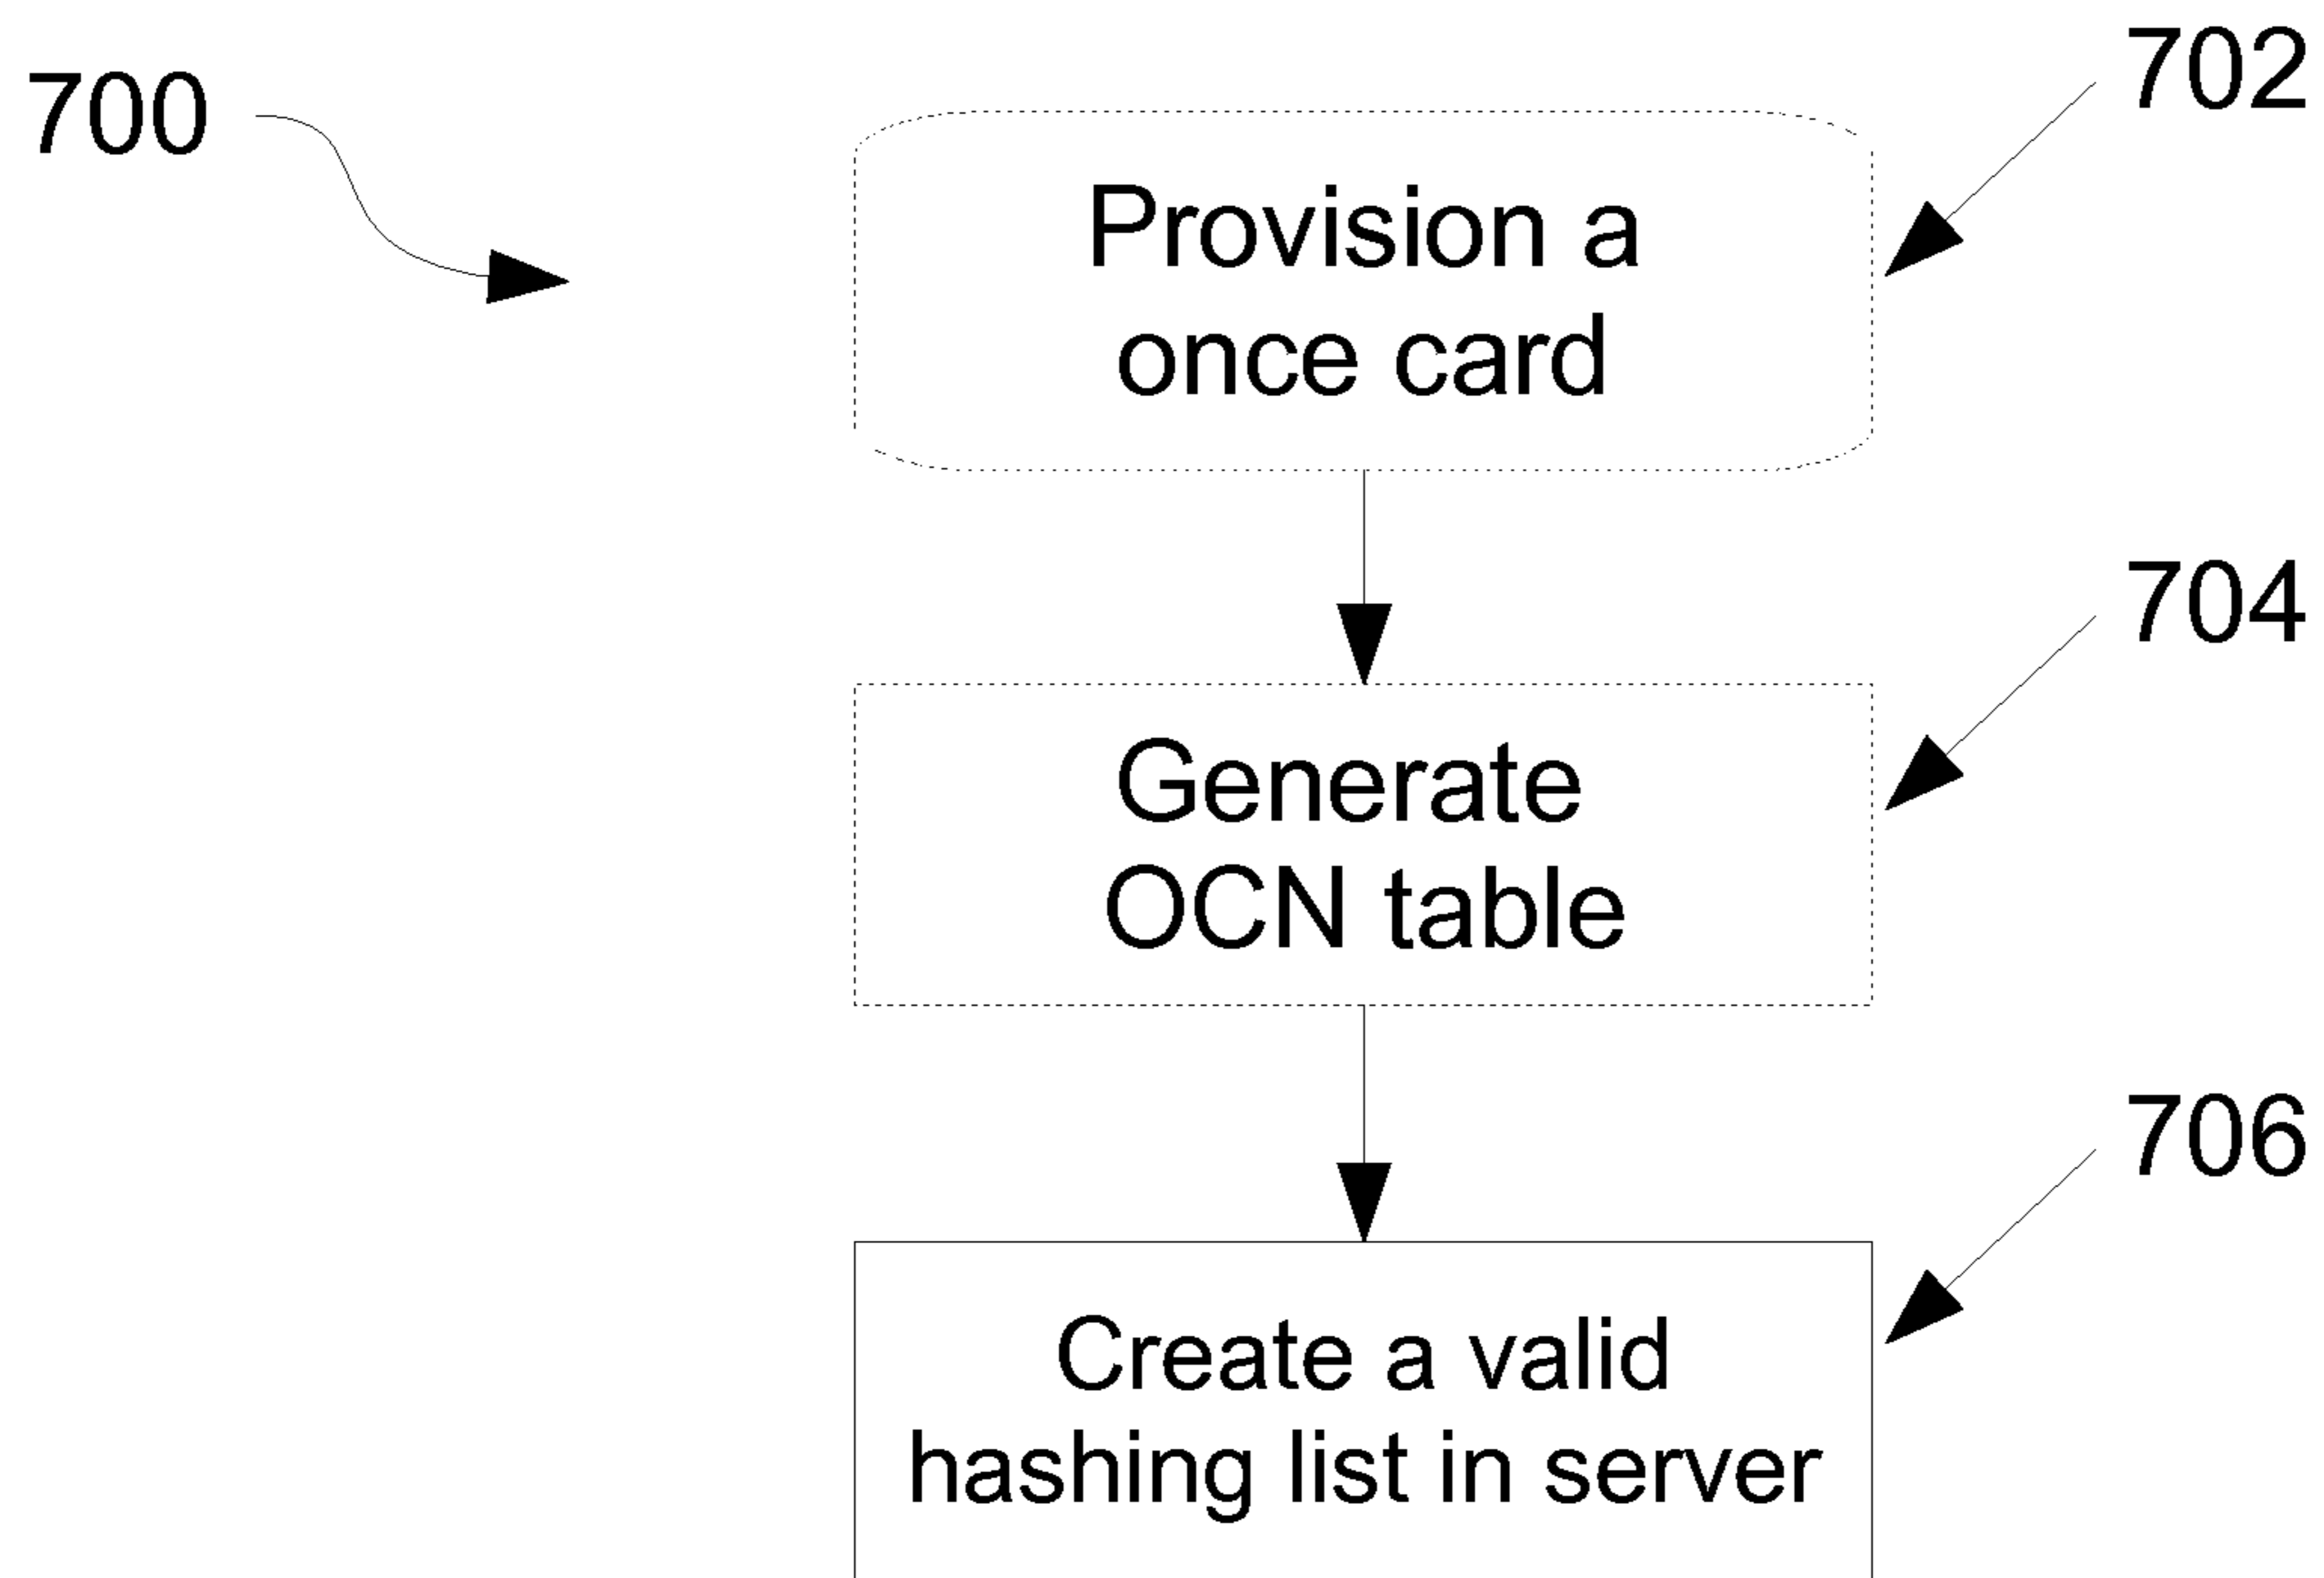 700
702
Provision a
once card
704
Generate
OCN table
706
Create a valid
hashing list in server